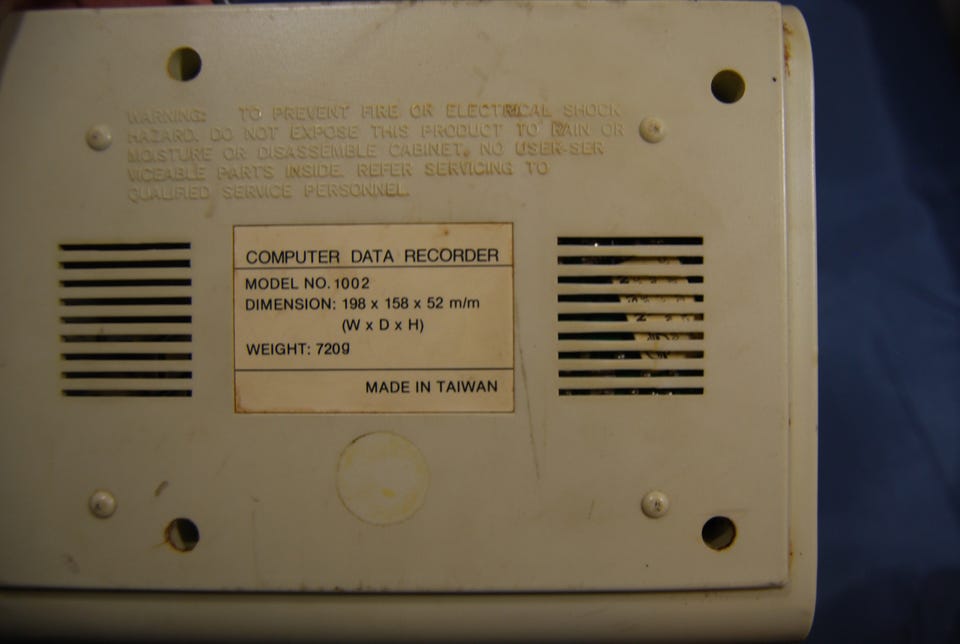 WARNING: TO PREVENT FIRE OR ELECTRICAL SHOCK
HAZARD. DO NOT EXPOSE THIS PRODUCT TO RAIN OR
MOISTURE OR DISASSEMBLE CABINET. NO USER-SER
VICEABLE PARTS INSIDE. REFER SERVICING TO
QUALIFIED SERVICE PERSONNEL.
COMPUTER DATA RECORDER
MODEL NO. 1002
DIMENSION: 198 x 158 x 52 m/m
(W x D x H)
WEIGHT: 720g
MADE IN TAIWAN